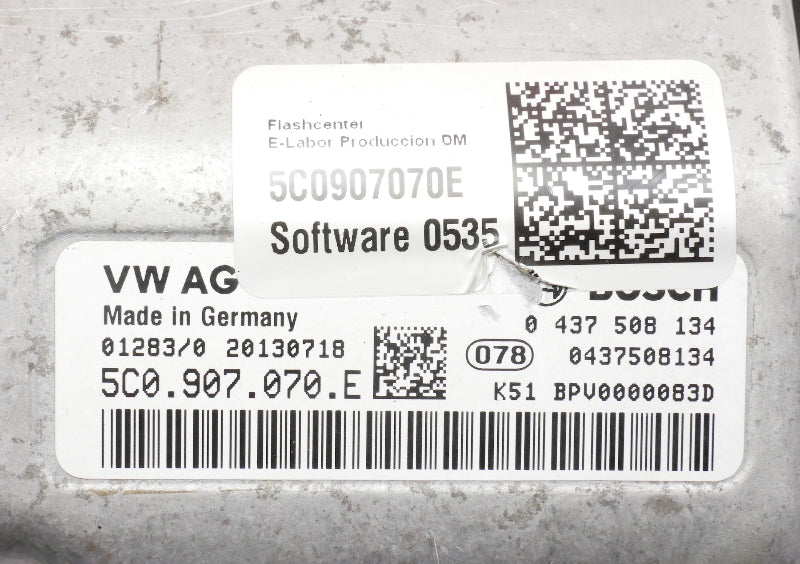 Flashcenter
E-Labor Produccion DM
5C0907070E
Software 0535
VW AG
BOSCH
Made in Germany
0 437 508 134
01283/0 20130718
078
0437508134
5C0.907.070.E
K51 BPV0000083D